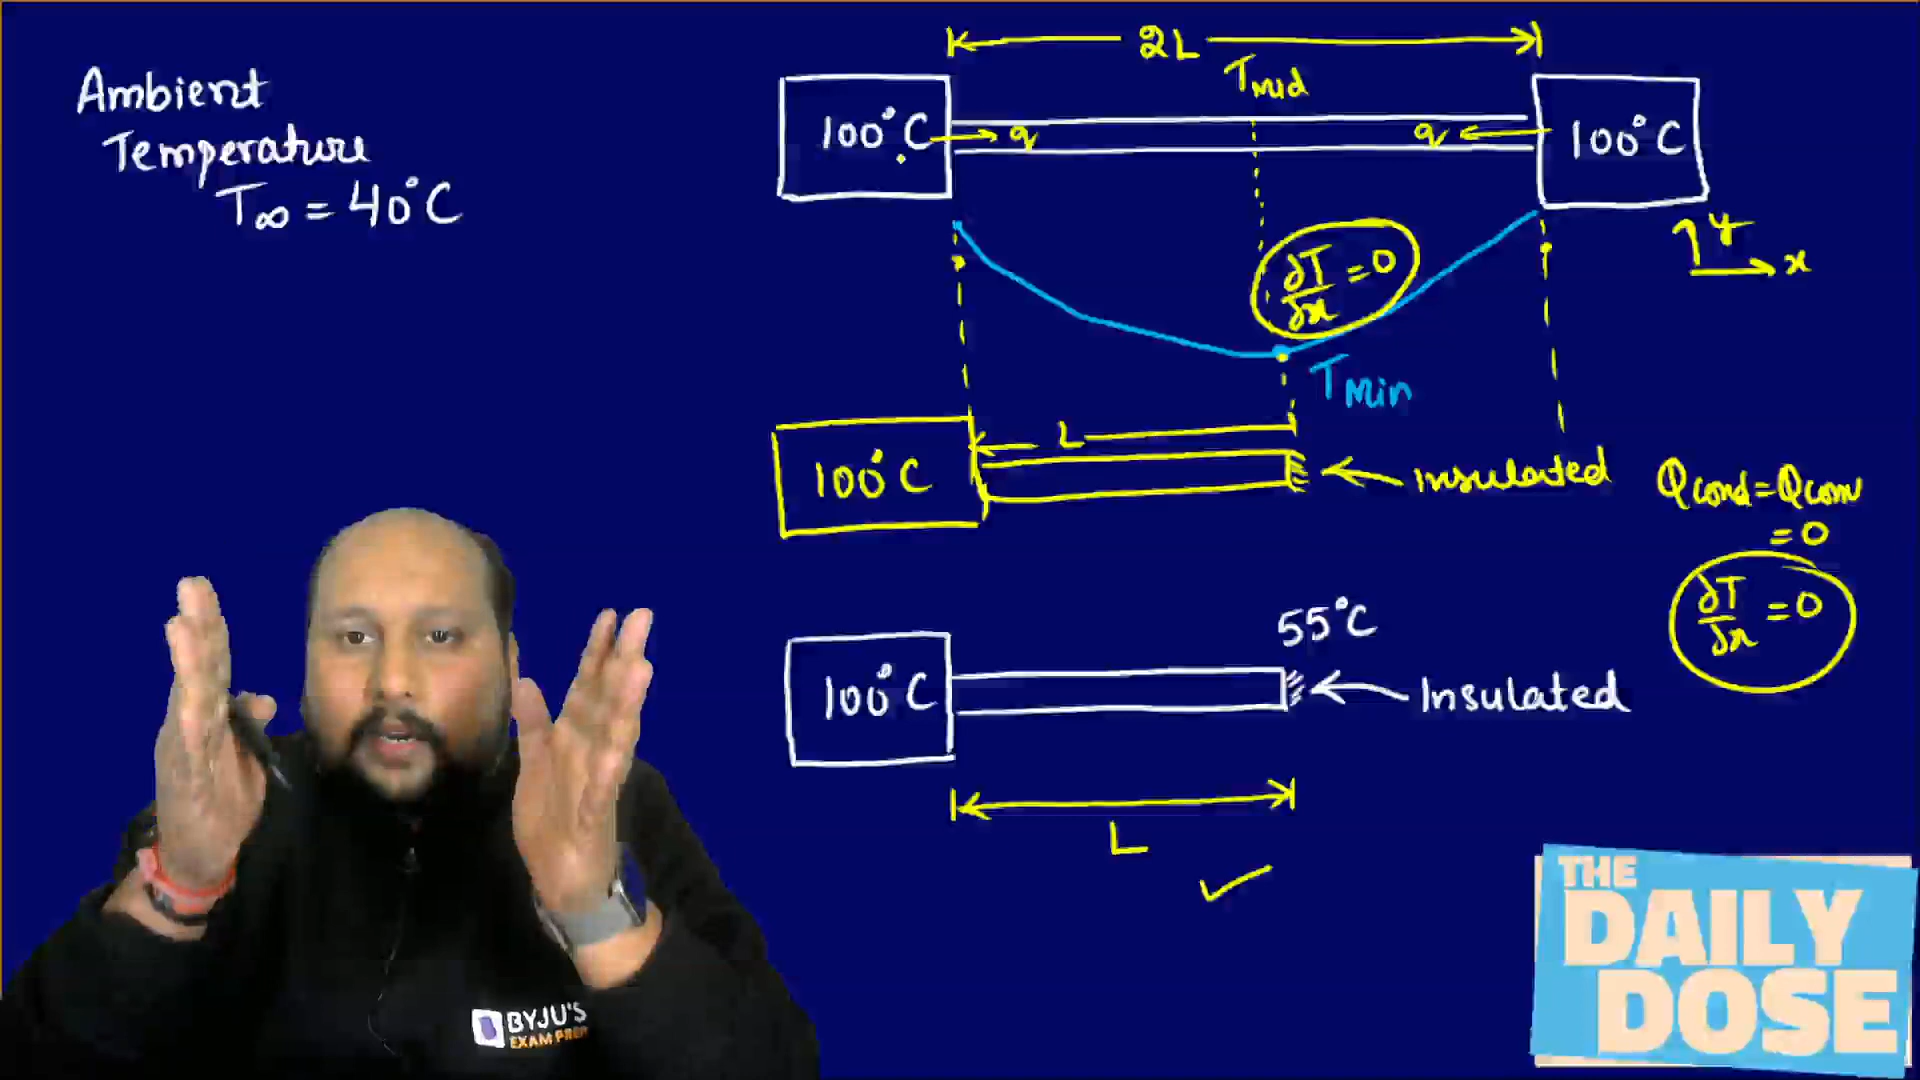 Ambient
Temperature
T∞ = 40°C
2L
Tmid
100°C
q
q
100°C
∂T/∂x = 0
y
x
TMin
L
100°C
Insulated
Qcond = Qconv
= 0
∂T/∂x = 0
55°C
100°C
Insulated
L
BYJU'S
EXAM PREP
THE
DAILY
DOSE